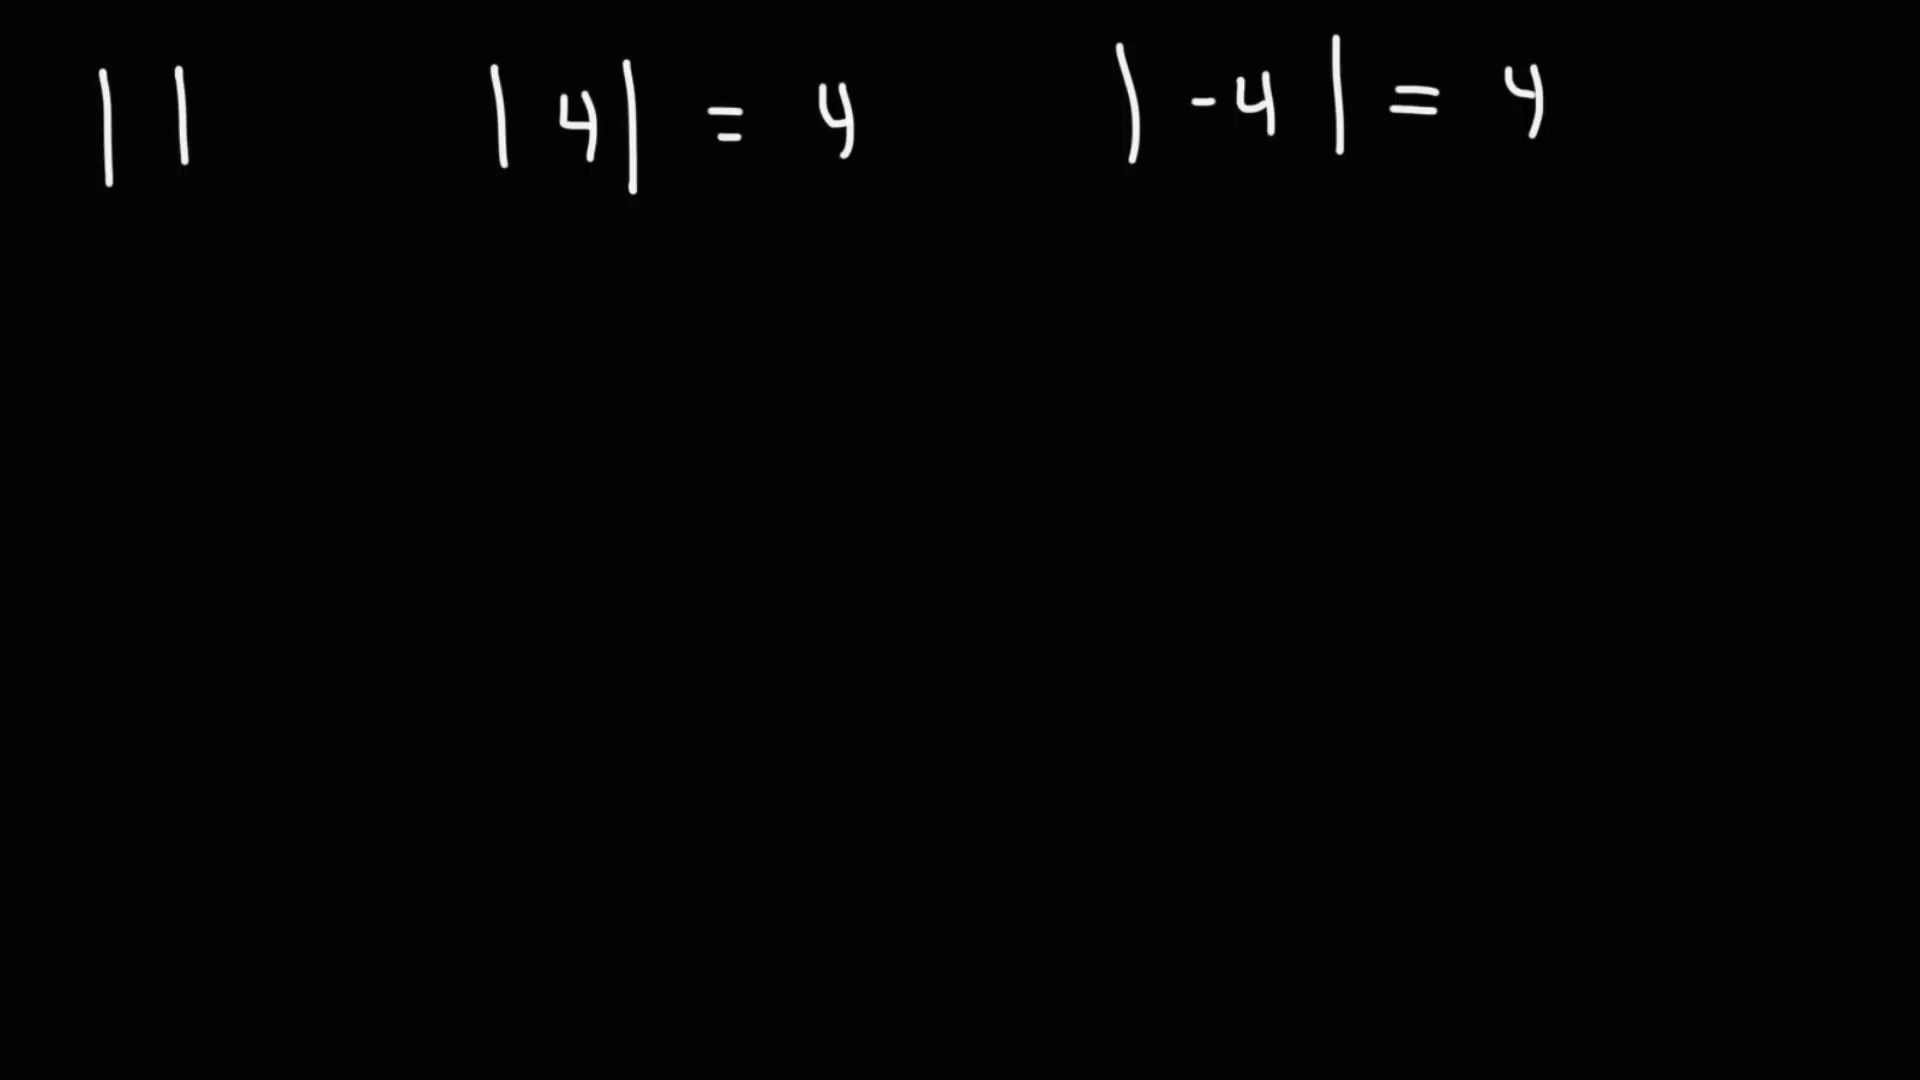 | | |4| = 4 |-4| = 4